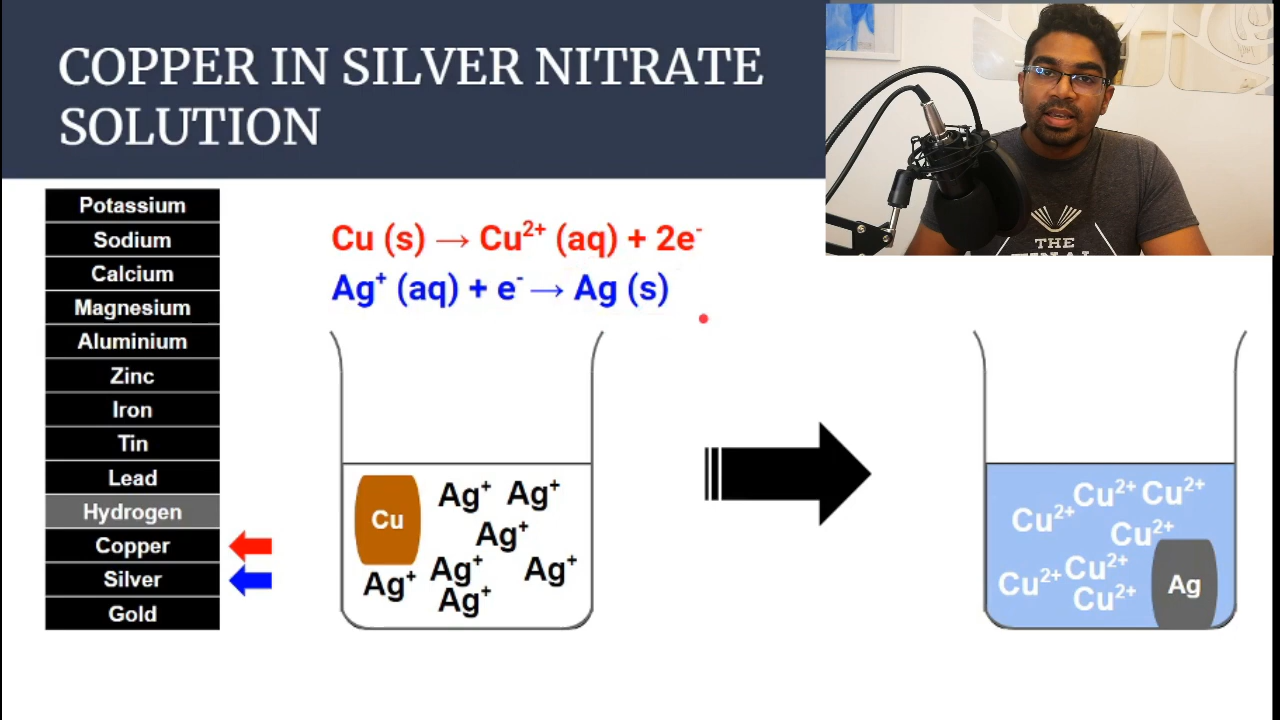 COPPER IN SILVER NITRATE
SOLUTION
THE
Potassium
Sodium
Calcium
Magnesium
Aluminium
Zinc
Iron
Tin
Lead
Hydrogen
Copper
Silver
Gold
Cu (s) → Cu²⁺ (aq) + 2e⁻
Ag⁺ (aq) + e⁻ → Ag (s)
Cu
Ag⁺ Ag⁺
Ag⁺
Ag⁺ Ag⁺ Ag⁺
Ag⁺
Cu²⁺ Cu²⁺ Cu²⁺
Cu²⁺
Cu²⁺ Cu²⁺
Cu²⁺
Ag